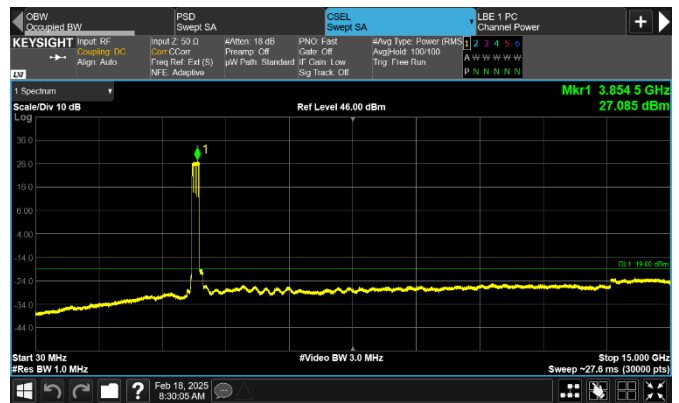 OBW
Occupied BW
PSD
Swept SA
CSEL
Swept SA
LBE 1 PC
Channel Power
KEYSIGHT
Input: RF
Coupling: DC
Align: Auto
Input Z: 50 Ω
Corr CCorr
Freq Ref: Ext (S)
NFE: Adaptive
#Atten: 18 dB
Preamp: Off
µW Path: Standard
PNO: Fast
Gate: Off
IF Gain: Low
Sig Track: Off
#Avg Type: Power (RMS)
Avg|Hold: 100/100
Trig: Free Run
1 2 3 4 5 6
A W W W W W
P N N N N N
LXI
1 Spectrum
Scale/Div 10 dB
Log
Ref Level 46.00 dBm
Mkr1 3.854 5 GHz
27.085 dBm
36.0
26.0
16.0
6.00
-4.00
-14.0
-24.0
-34.0
-44.0
1
DL1 -19.00 dBm
Start 30 MHz
#Res BW 1.0 MHz
#Video BW 3.0 MHz
Stop 15.000 GHz
Sweep ~27.6 ms (30000 pts)
Feb 18, 2025
8:30:05 AM